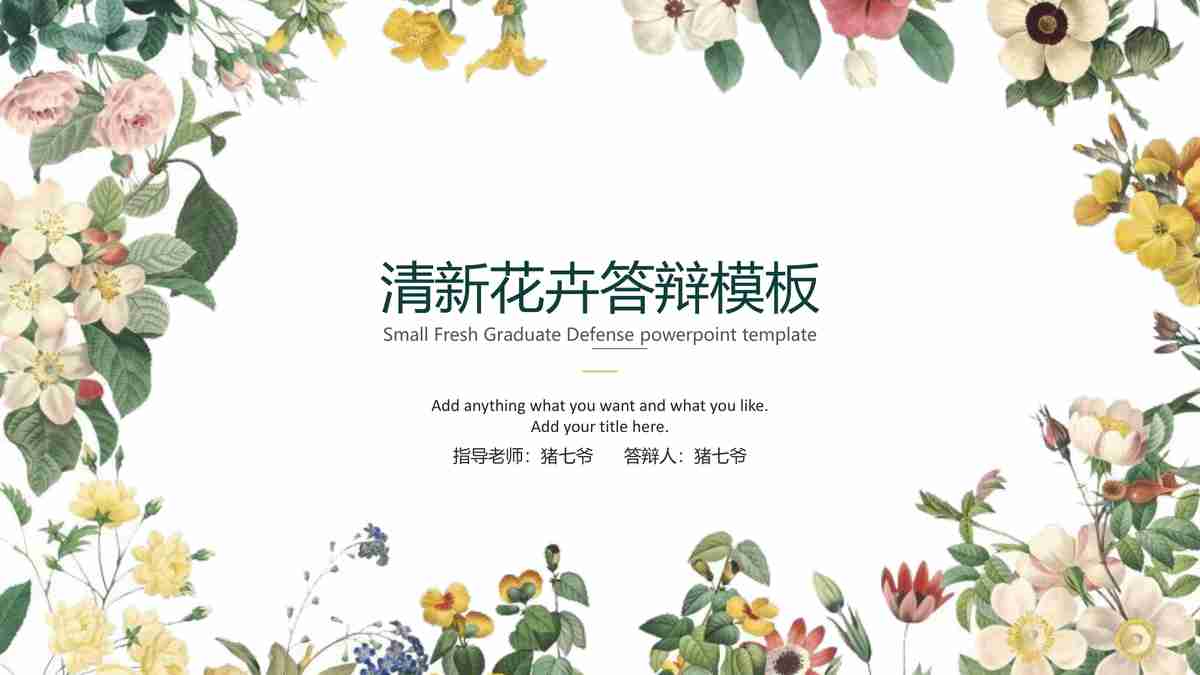 清新花卉答辩模板
Small Fresh Graduate Defense powerpoint template
Add anything what you want and what you like.
Add your title here.
指导老师：猪七爷 答辩人：猪七爷